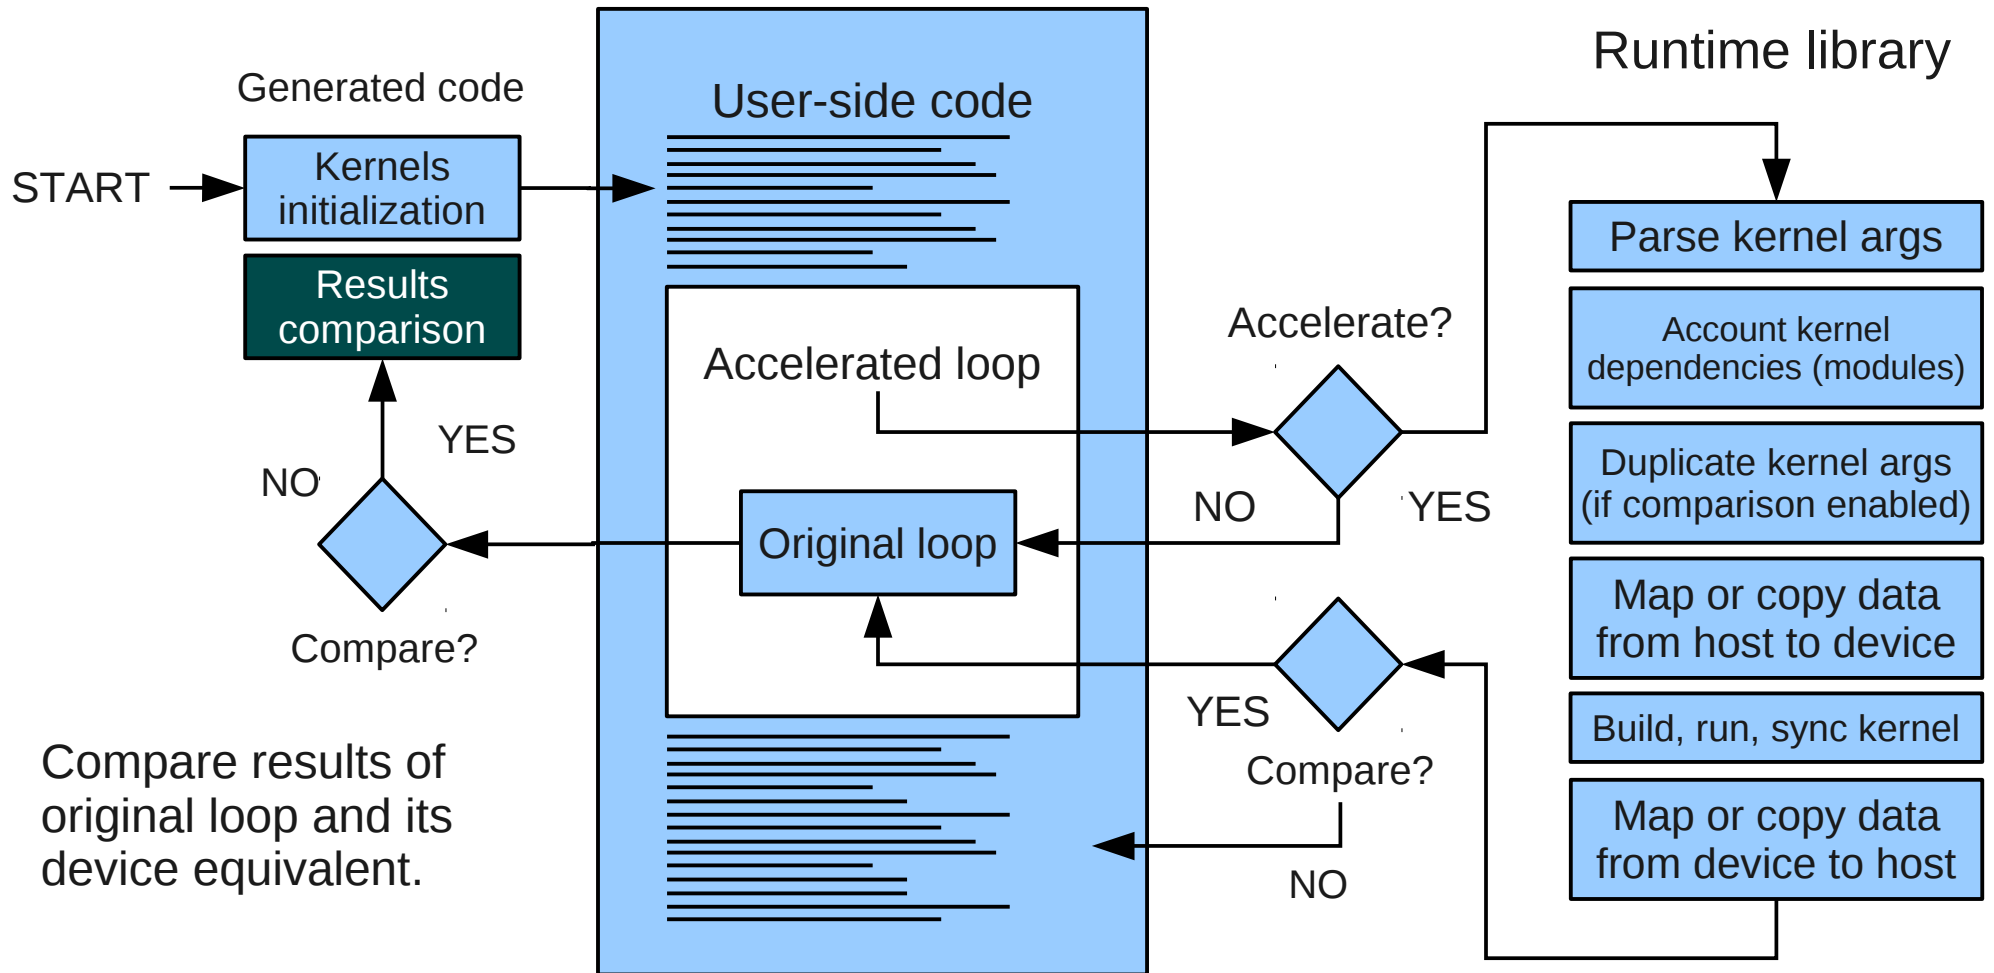 Runtime library
Generated code
User-side code
START
Kernels
initialization
Results
comparison
Parse kernel args
Accelerate?
Account kernel
dependencies (modules)
Accelerated loop
YES
NO
Duplicate kernel args
(if comparison enabled)
NO
YES
Original loop
Map or copy data
from host to device
Compare?
YES
Build, run, sync kernel
Compare?
Compare results of
original loop and its
device equivalent.
Map or copy data
from device to host
NO